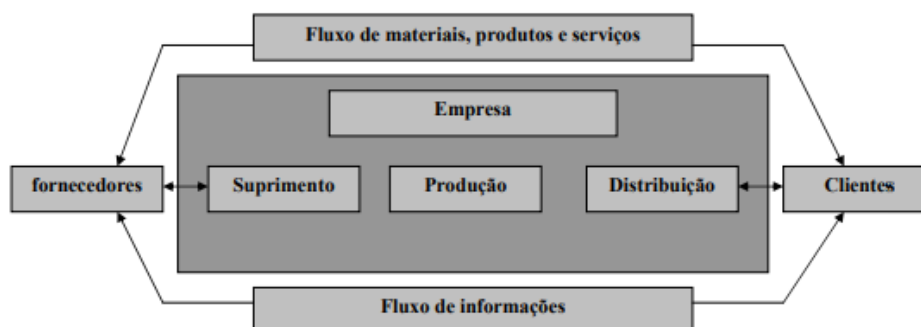 Fluxo de materiais, produtos e serviços
Empresa
fornecedores
Suprimento
Produção
Distribuição
Clientes
Fluxo de informações